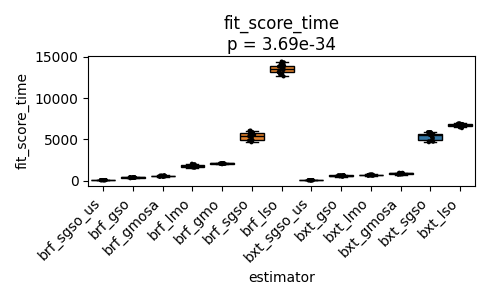 fit_score_time
p = 3.69e-34
fit_score_time
15000
10000
5000
0
brf_sgso_us
brf_gso
brf_gmosa
brf_lmo
brf_gmo
brf_sgso
brf_lso
bxt_sgso_us
bxt_gso
bxt_lmo
bxt_gmosa
bxt_sgso
bxt_lso
estimator